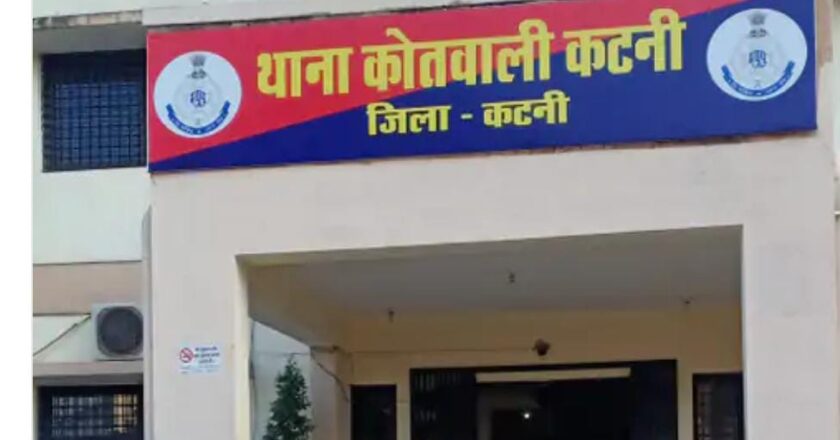 थाना कोतवाली कटनी
जिला - कटनी